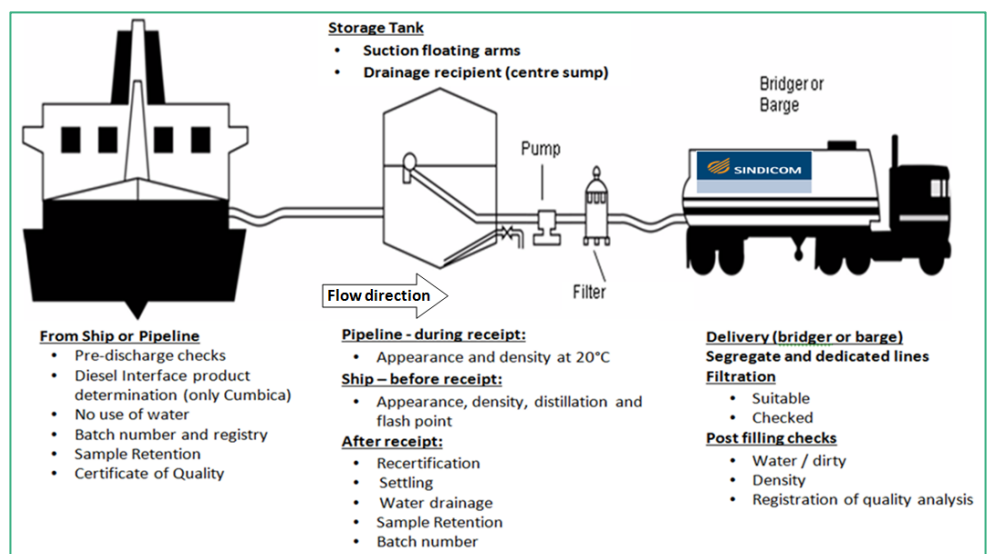 Storage Tank
• Suction floating arms
• Drainage recipient (centre sump)
Bridger or
Barge
Pump
SINDICOM
Filter
Flow direction
From Ship or Pipeline
• Pre-discharge checks
• Diesel Interface product
determination (only Cumbica)
• No use of water
• Batch number and registry
• Sample Retention
• Certificate of Quality
Pipeline - during receipt:
• Appearance and density at 20°C
Ship – before receipt:
• Appearance, density, distillation and
flash point
After receipt:
• Recertification
• Settling
• Water drainage
• Sample Retention
• Batch number
Delivery (bridger or barge)
Segregate and dedicated lines
Filtration
• Suitable
• Checked
Post filling checks
• Water / dirty
• Density
• Registration of quality analysis